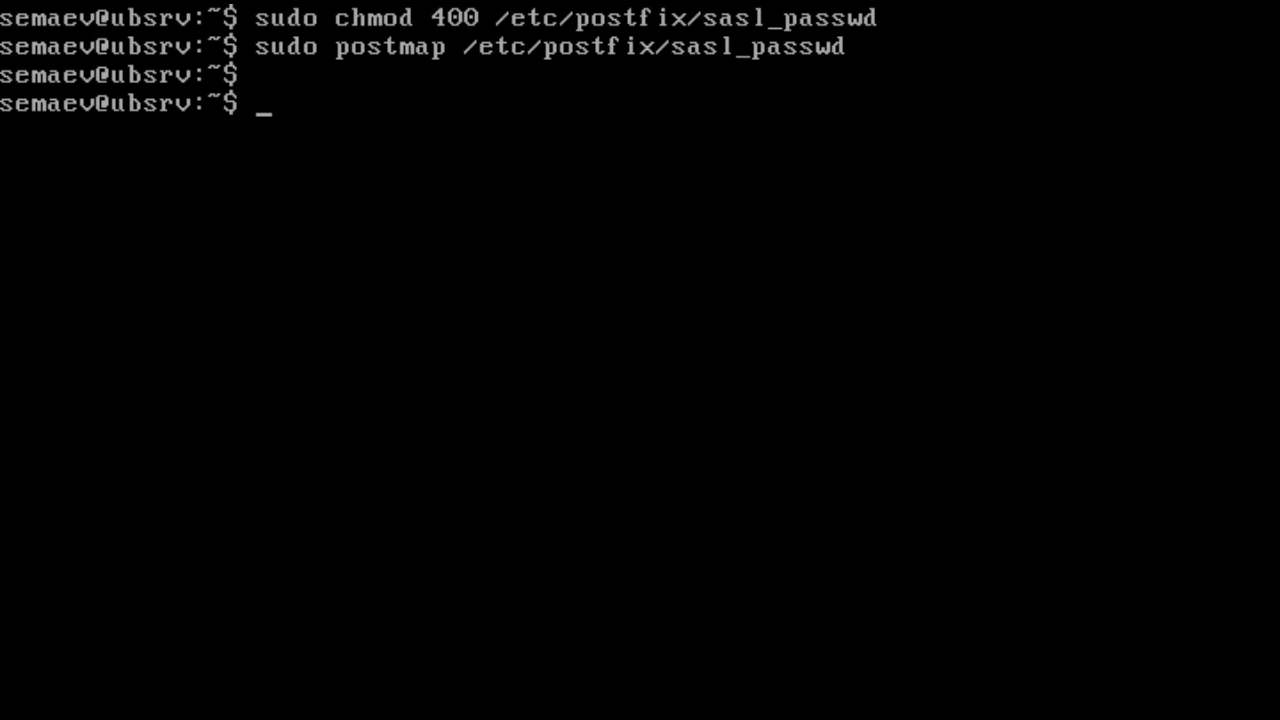 semaev@ubsrv:~$ sudo chmod 400 /etc/postfix/sasl_passwd
semaev@ubsrv:~$ sudo postmap /etc/postfix/sasl_passwd
semaev@ubsrv:~$
semaev@ubsrv:~$ _